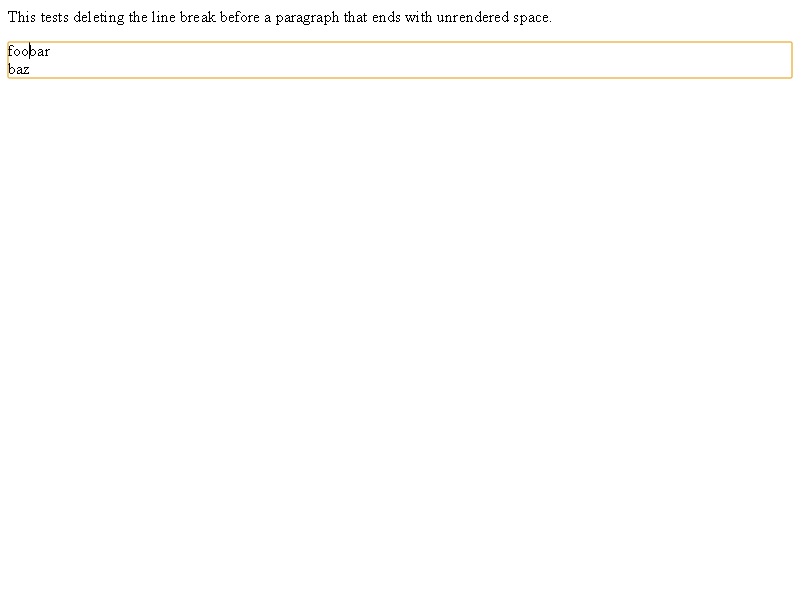 This tests deleting the line break before a paragraph that ends with unrendered space.
foobar
baz